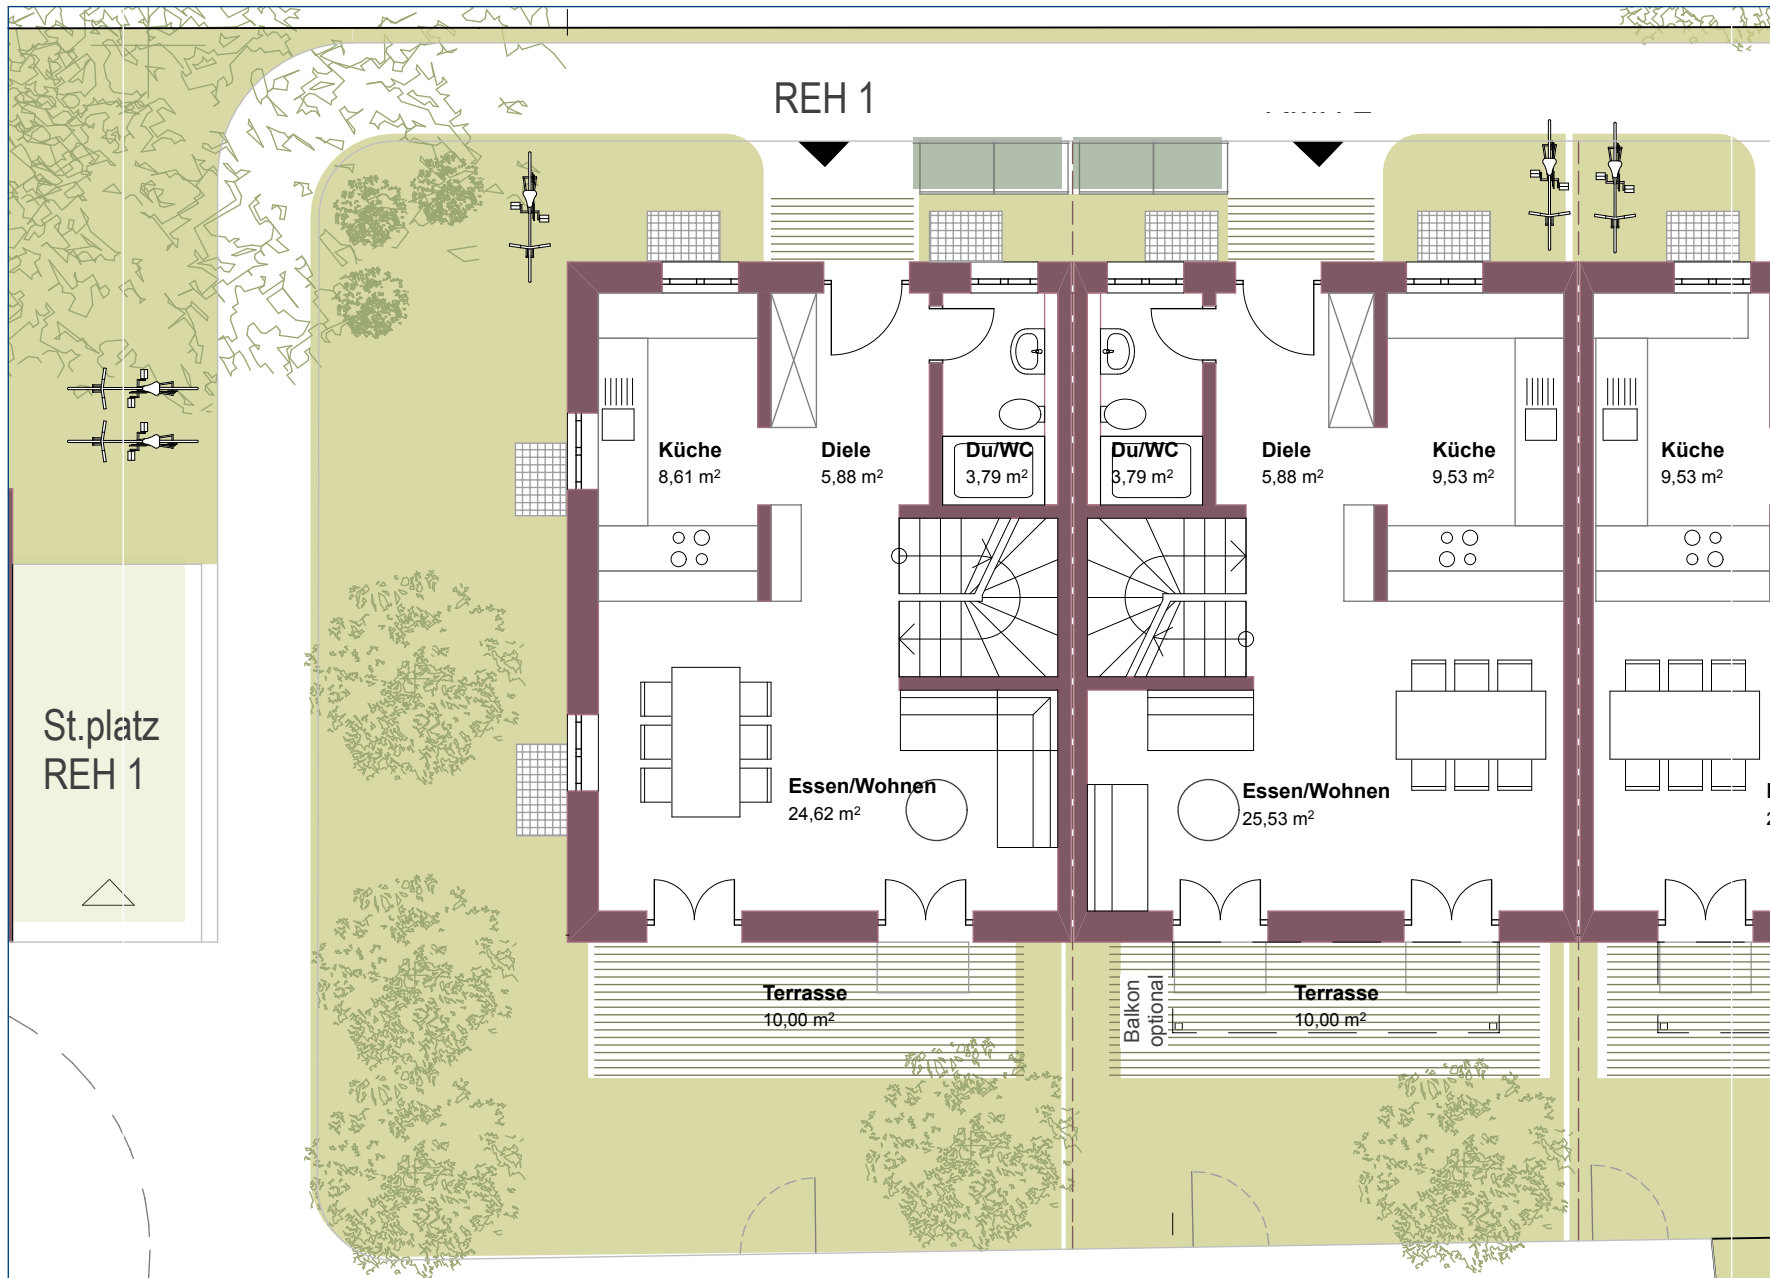 REH 1
Küche
8,61 m²
Diele
5,88 m²
Du/WC
3,79 m²
Du/WC
3,79 m²
Diele
5,88 m²
Küche
9,53 m²
Küche
9,53 m²
St.platz
REH 1
Essen/Wohnen
24,62 m²
Essen/Wohnen
25,53 m²
Terrasse
10,00 m²
Balkon
optional
Terrasse
10,00 m²